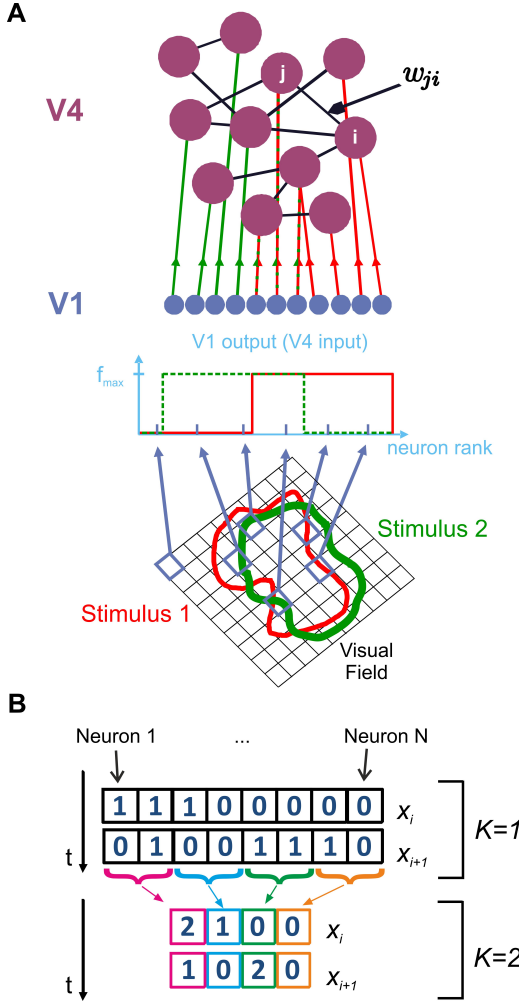 A
V4
j
w_ji
i
V1
V1 output (V4 input)
f_max
neuron rank
Stimulus 2
Stimulus 1
Visual
Field
B
Neuron 1 ... Neuron N
1 1 1 0 0 0 0 0 x_i
0 1 0 0 1 1 1 0 x_i+1
K=1
t
2 1 0 0 x_i
1 0 2 0 x_i+1
K=2
t